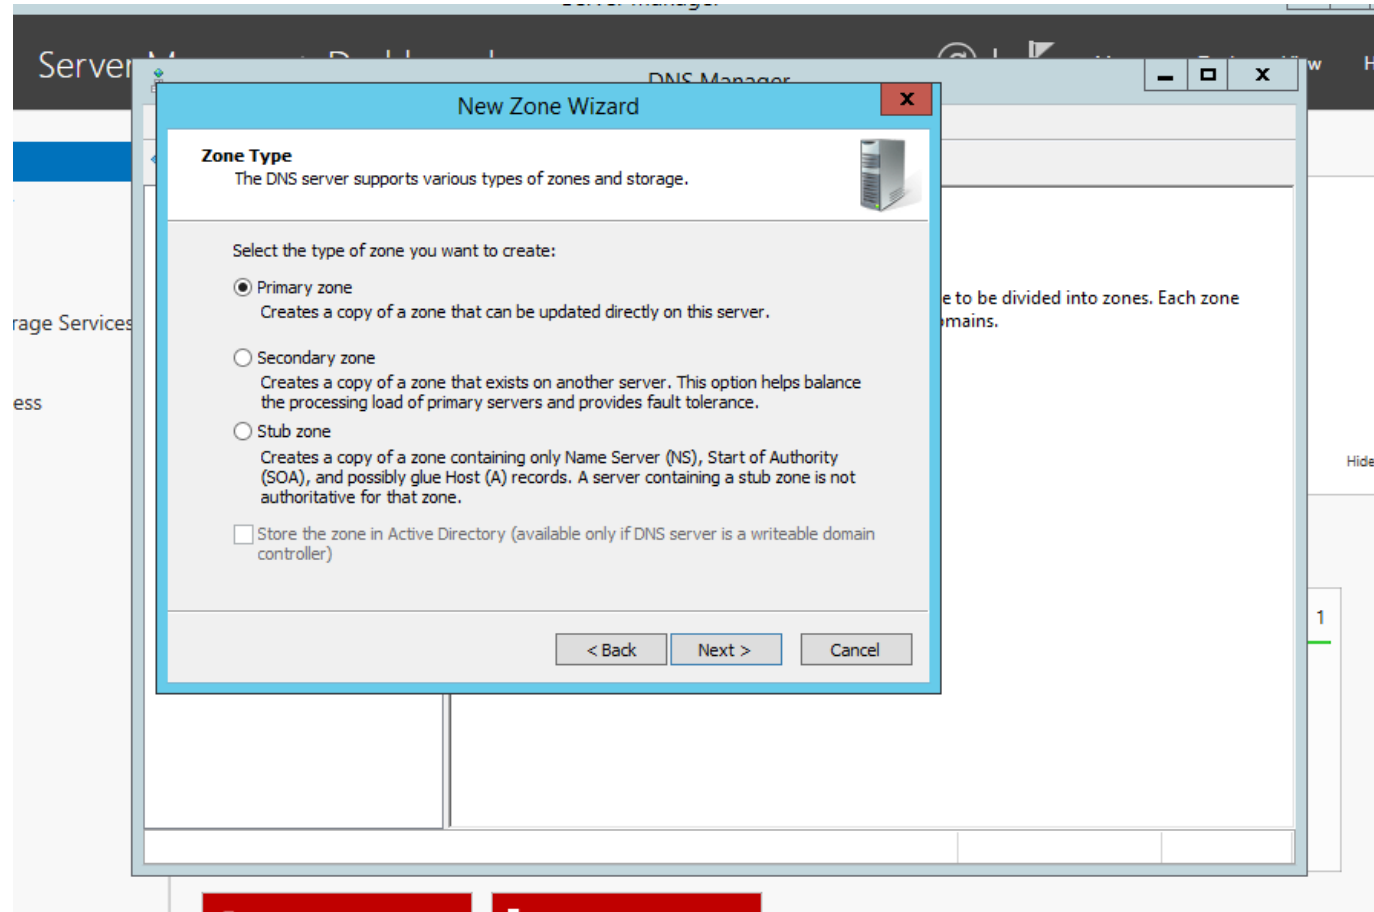 Server
DNS Manager
w
H
New Zone Wizard
x
X
Zone Type
The DNS server supports various types of zones and storage.
Select the type of zone you want to create:
Primary zone
Creates a copy of a zone that can be updated directly on this server.
e to be divided into zones. Each zone
mains.
rage Services
Secondary zone
Creates a copy of a zone that exists on another server. This option helps balance
the processing load of primary servers and provides fault tolerance.
ess
Stub zone
Creates a copy of a zone containing only Name Server (NS), Start of Authority
(SOA), and possibly glue Host (A) records. A server containing a stub zone is not
authoritative for that zone.
Hide
Store the zone in Active Directory (available only if DNS server is a writeable domain
controller)
1
< Back
Next >
Cancel